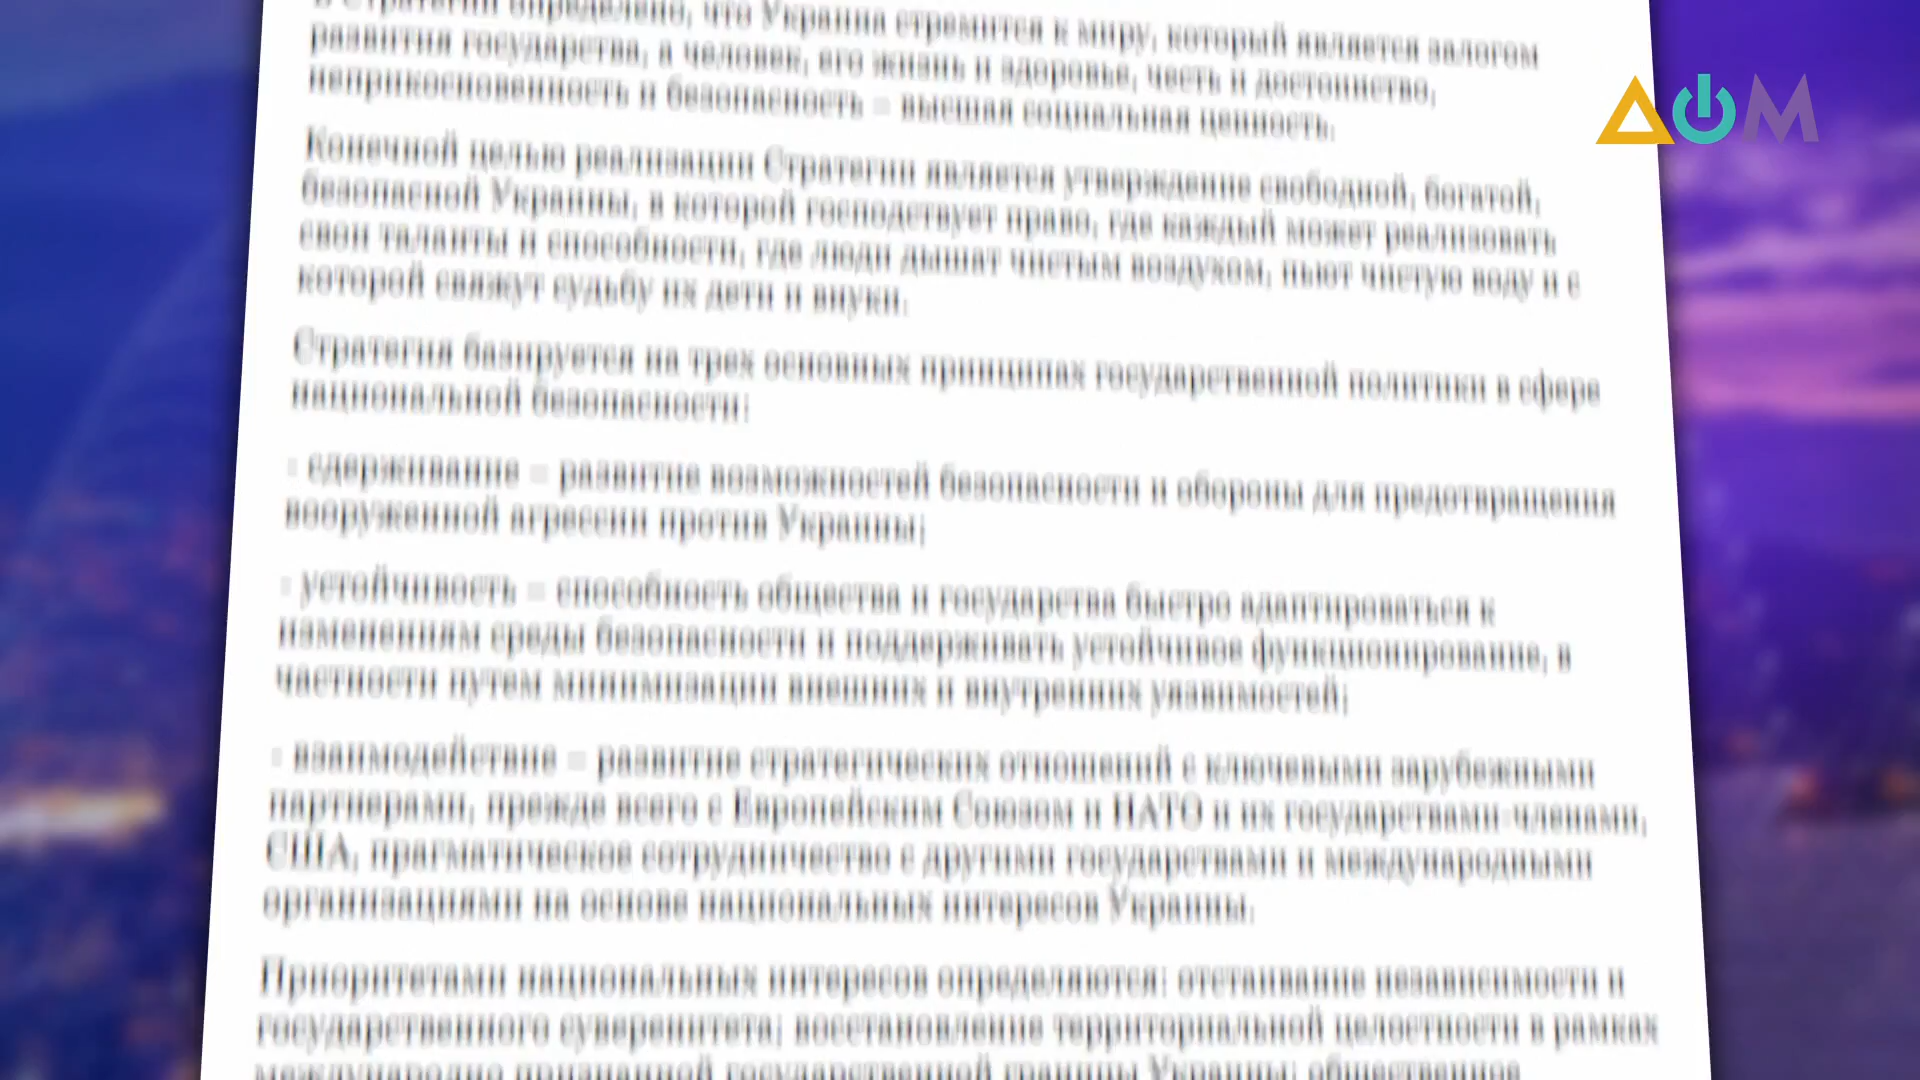 В Стратегии определено, что Украина стремится к миру, который является залогом
развития государства, а человек, его жизнь и здоровье, честь и достоинство,
неприкосновенность и безопасность - высшая социальная ценность.
Конечной целью реализации Стратегии является утверждение свободной, богатой,
безопасной Украины, в которой господствует право, где каждый может реализовать
свои таланты и способности, где люди дышат чистым воздухом, пьют чистую воду и с
которой свяжут судьбу их дети и внуки.
Стратегия базируется на трех основных принципах государственной политики в сфере
национальной безопасности:
- сдерживание - развитие возможностей безопасности и обороны для предотвращения
вооруженной агрессии против Украины;
- устойчивость - способность общества и государства быстро адаптироваться к
изменениям среды безопасности и поддерживать устойчивое функционирование, в
частности путем минимизации внешних и внутренних уязвимостей;
- взаимодействие - развитие стратегических отношений с ключевыми зарубежными
партнерами, прежде всего с Европейским Союзом и НАТО и их государствами-членами,
США, прагматическое сотрудничество с другими государствами и международными
организациями на основе национальных интересов Украины.
Приоритетами национальных интересов определяются: отстаивание независимости и
государственного суверенитета; восстановление территориальной целостности в рамках
международно признанной государственной границы Украины; общественное
ДОМ